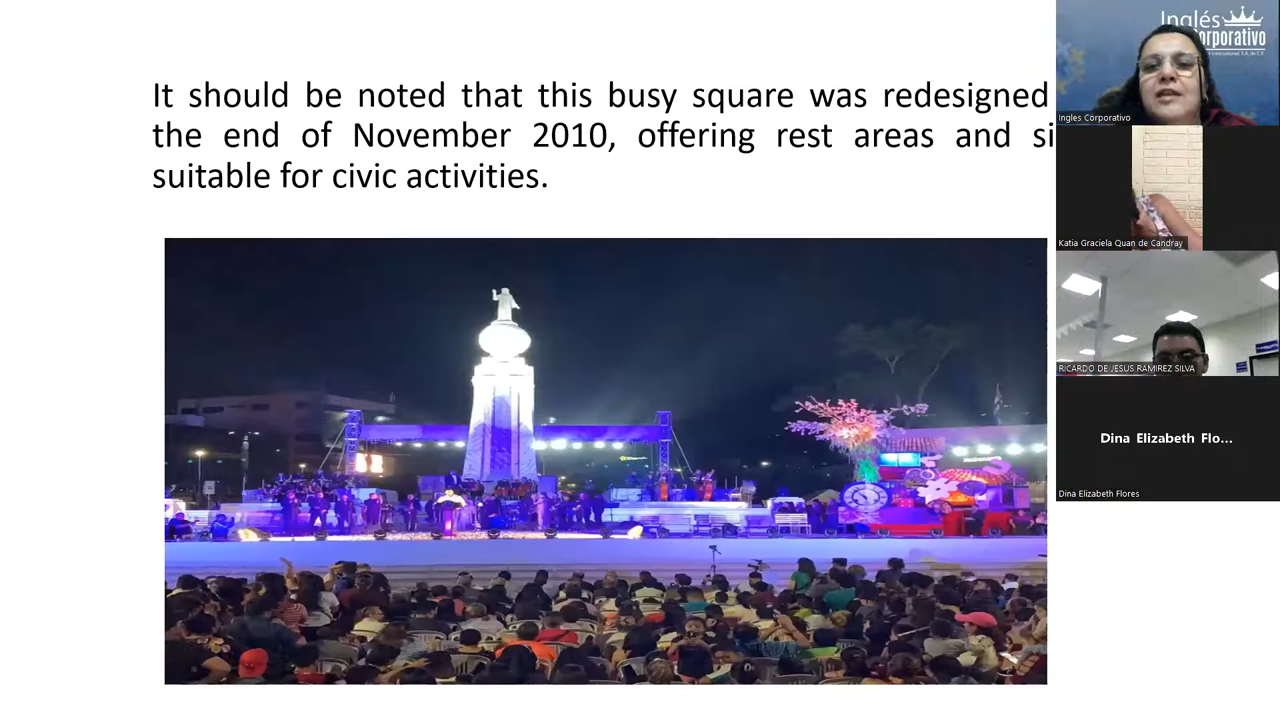 It should be noted that this busy square was redesigned
the end of November 2010, offering rest areas and si
suitable for civic activities.
Inglés
Corporativo
Ingles Corporativo
Katia Graciela Quan de Candray
RICARDO DE JESUS RAMIREZ SILVA
Dina Elizabeth Flo...
Dina Elizabeth Flores